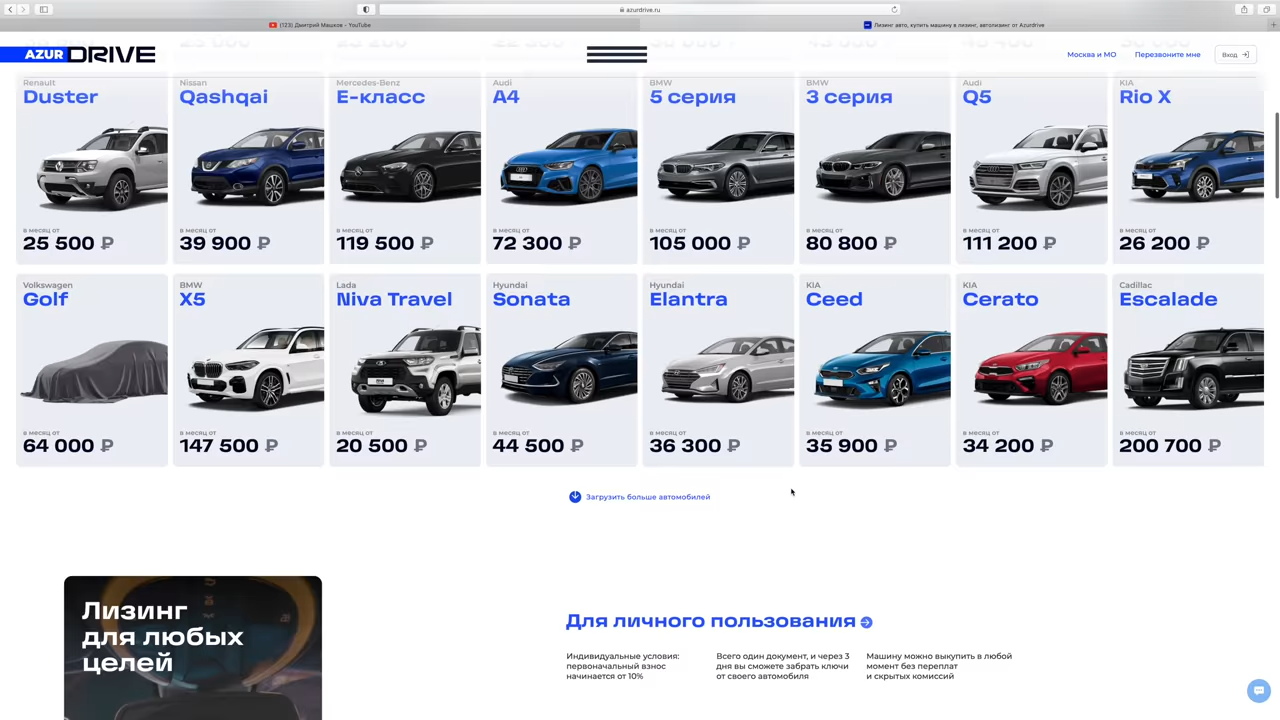 azurdrive.ru
(123) Дмитрий Машков – YouTube
Лизинг авто, купить машину в лизинг, автолизинг от Azurdrive
AZUR DRIVE
Москва и МО
Перезвоните мне
Вход
Renault
Duster
в месяц от
25 500 ₽
Nissan
Qashqai
в месяц от
39 900 ₽
Mercedes-Benz
E-класс
в месяц от
119 500 ₽
Audi
A4
в месяц от
72 300 ₽
BMW
5 серия
в месяц от
105 000 ₽
BMW
3 серия
в месяц от
80 800 ₽
Audi
Q5
в месяц от
111 200 ₽
KIA
Rio X
в месяц от
26 200 ₽
Volkswagen
Golf
в месяц от
64 000 ₽
BMW
X5
в месяц от
147 500 ₽
Lada
Niva Travel
в месяц от
20 500 ₽
Hyundai
Sonata
в месяц от
44 500 ₽
Hyundai
Elantra
в месяц от
36 300 ₽
KIA
Ceed
в месяц от
35 900 ₽
KIA
Cerato
в месяц от
34 200 ₽
Cadillac
Escalade
в месяц от
200 700 ₽
Загрузить больше автомобилей
Лизинг
для любых
целей
Для личного пользования
Индивидуальные условия:
первоначальный взнос
начинается от 10%
Всего один документ, и через 3
дня вы сможете забрать ключи
от своего автомобиля
Машину можно выкупить в любой
момент без переплат
и скрытых комиссий